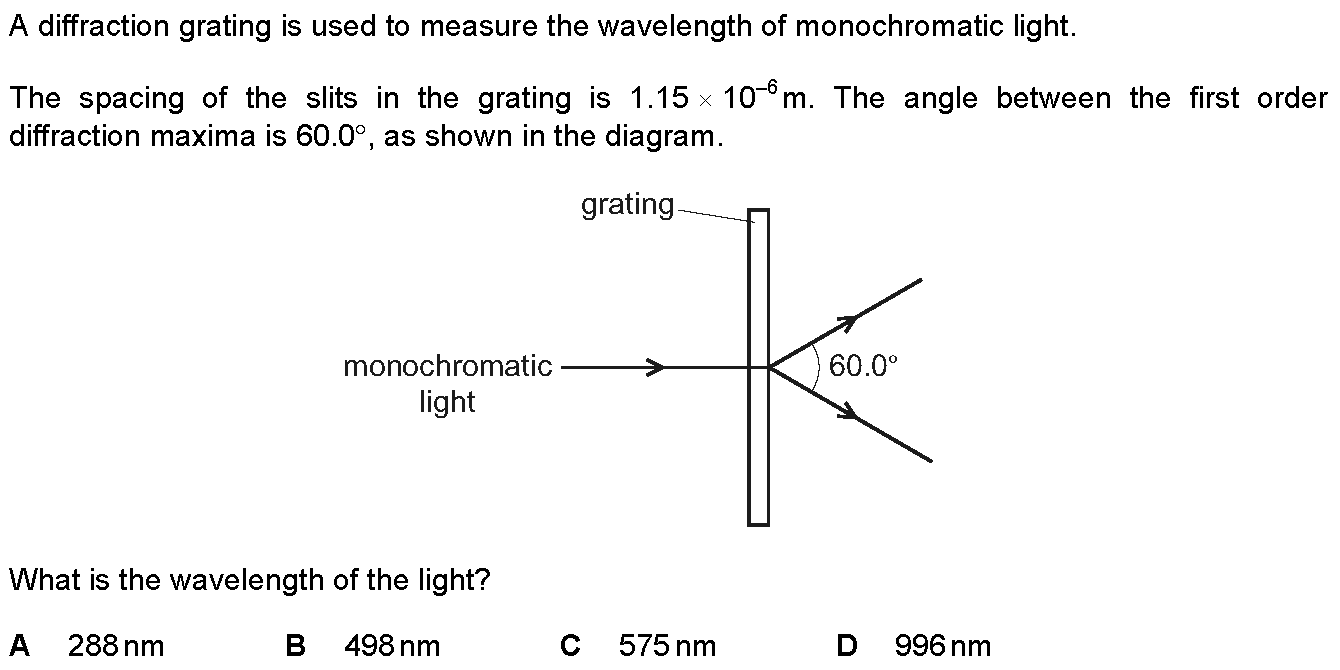 A diffraction grating is used to measure the wavelength of monochromatic light.
The spacing of the slits in the grating is 1.15 × 10⁻⁶ m. The angle between the first order
diffraction maxima is 60.0°, as shown in the diagram.
grating
monochromatic
light
60.0°
What is the wavelength of the light?
A 288 nm B 498 nm C 575 nm D 996 nm